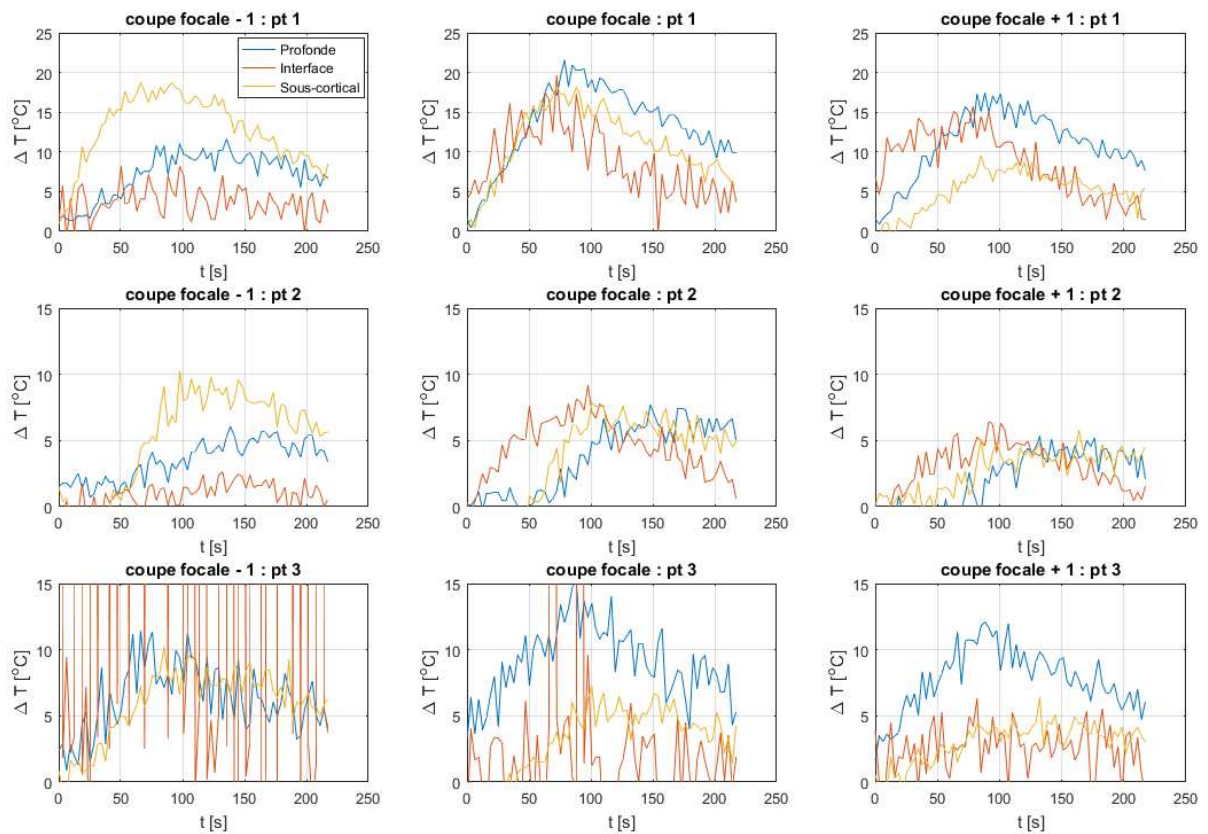 coupe focale - 1 : pt 1
25
20
15
10
5
0
0 50 100 150 200 250
Δ T [°C]
t [s]
Profonde
Interface
Sous-cortical
coupe focale : pt 1
25
20
15
10
5
0
0 50 100 150 200 250
Δ T [°C]
t [s]
coupe focale + 1 : pt 1
25
20
15
10
5
0
0 50 100 150 200 250
Δ T [°C]
t [s]
coupe focale - 1 : pt 2
15
10
5
0
0 50 100 150 200 250
Δ T [°C]
t [s]
coupe focale : pt 2
15
10
5
0
0 50 100 150 200 250
Δ T [°C]
t [s]
coupe focale + 1 : pt 2
15
10
5
0
0 50 100 150 200 250
Δ T [°C]
t [s]
coupe focale - 1 : pt 3
15
10
5
0
0 50 100 150 200 250
Δ T [°C]
t [s]
coupe focale : pt 3
15
10
5
0
0 50 100 150 200 250
Δ T [°C]
t [s]
coupe focale + 1 : pt 3
15
10
5
0
0 50 100 150 200 250
Δ T [°C]
t [s]